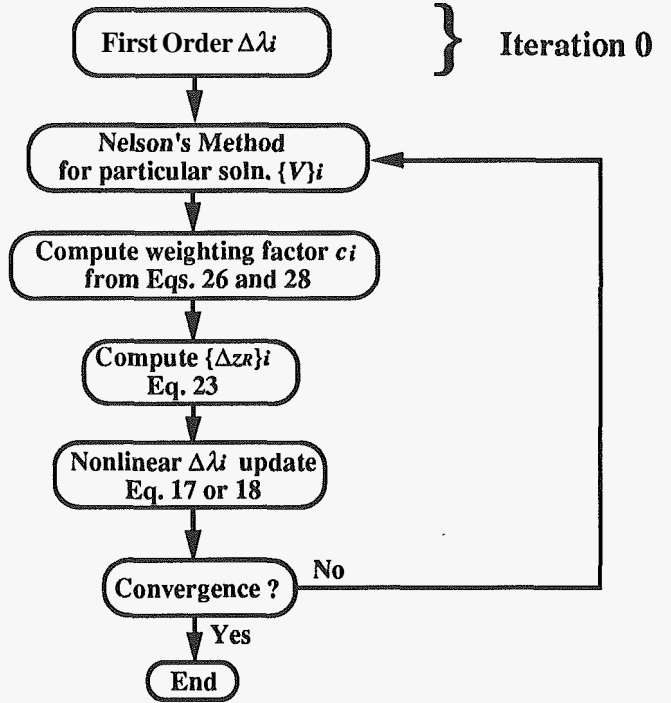 First Order Δλi
} Iteration 0
Nelson's Method
for particular soln. {V}i
Compute weighting factor ci
from Eqs. 26 and 28
Compute {ΔzR}i
Eq. 23
Nonlinear Δλi update
Eq. 17 or 18
Convergence ?
No
Yes
End